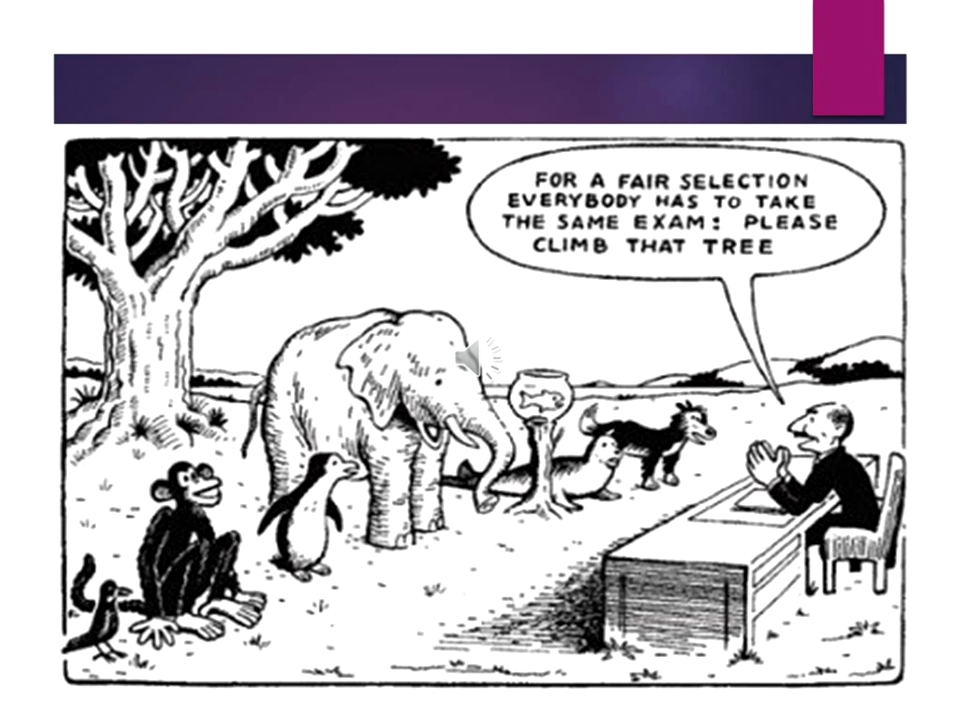 FOR A FAIR SELECTION
EVERYBODY HAS TO TAKE
THE SAME EXAM: PLEASE
CLIMB THAT TREE